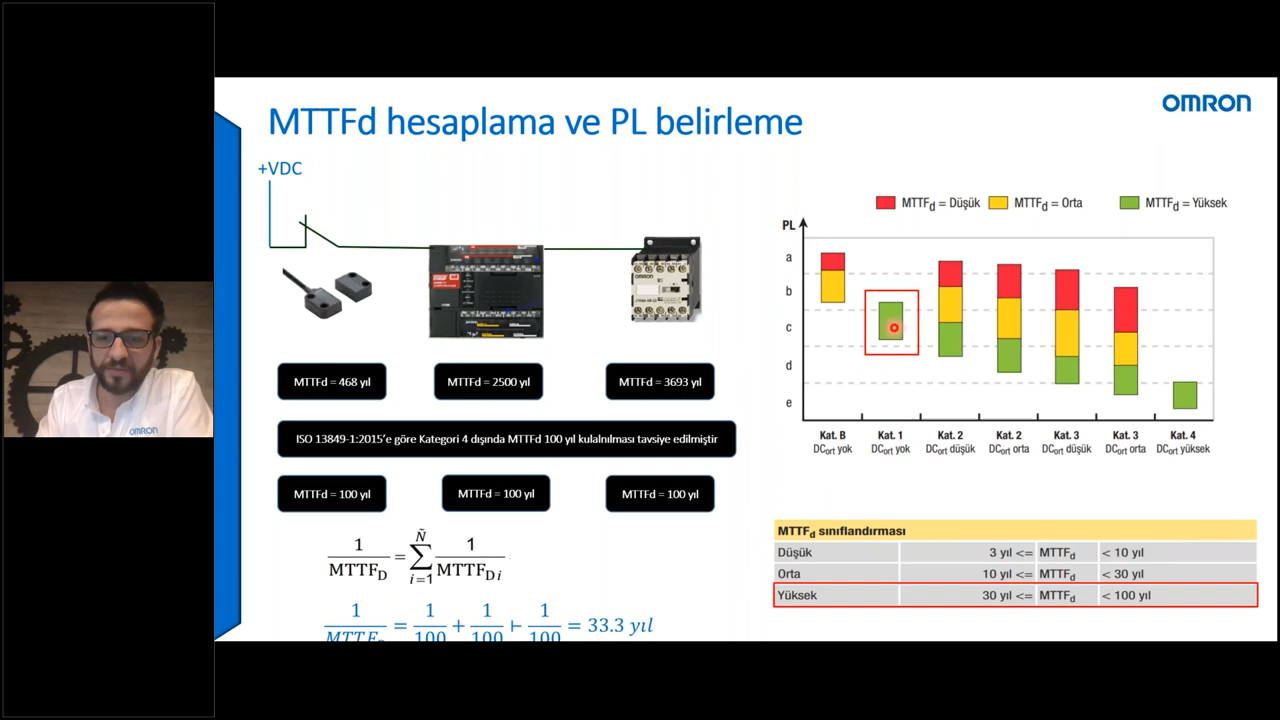 OMRON
MTTFd hesaplama ve PL belirleme
+VDC
MTTFd = 468 yıl
MTTFd = 2500 yıl
MTTFd = 3693 yıl
ISO 13849-1:2015'e göre Kategori 4 dışında MTTFd 100 yıl kulalnılması tavsiye edilmiştir
MTTFd = 100 yıl
MTTFd = 100 yıl
MTTFd = 100 yıl
1/MTTF_D = Ñ∑i=1 1/MTTF_Di
1/MTTF_D = 1/100 + 1/100 + 1/100 = 33.3 yıl
MTTFd = Düşük
MTTFd = Orta
MTTFd = Yüksek
PL
a
b
c
d
e
Kat. B
DCort yok
Kat. 1
DCort yok
Kat. 2
DCort düşük
Kat. 2
DCort orta
Kat. 3
DCort düşük
Kat. 3
DCort orta
Kat. 4
DCort yüksek
MTTFd sınıflandırması
Düşük 3 yıl <= MTTFd < 10 yıl
Orta 10 yıl <= MTTFd < 30 yıl
Yüksek 30 yıl <= MTTFd < 100 yıl
OMRON
OMRON